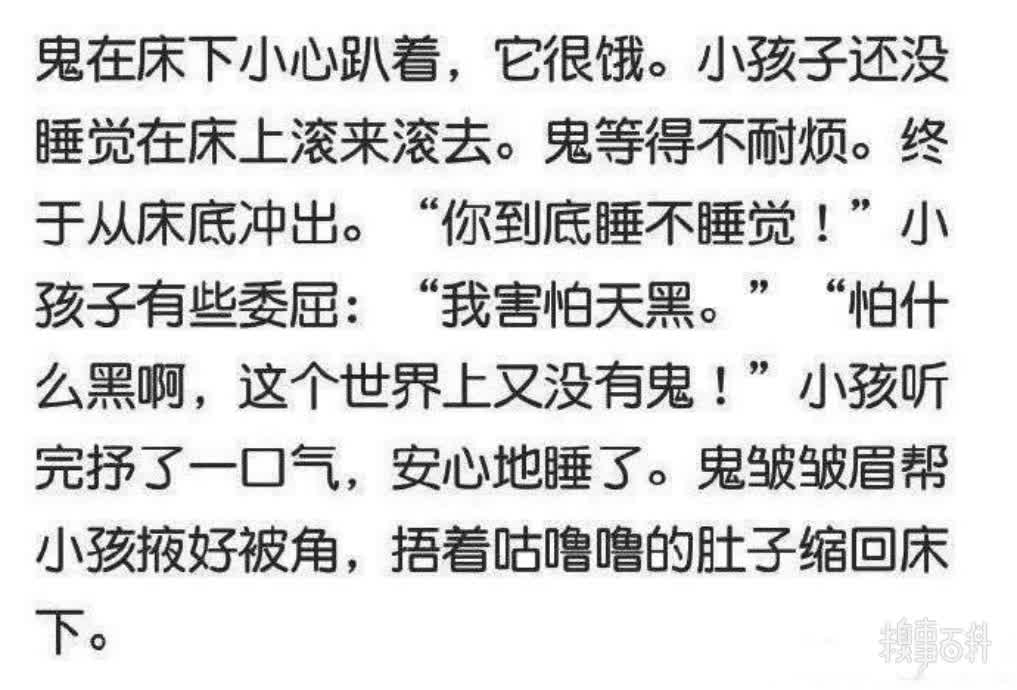 鬼在床下小心趴着，它很饿。小孩子还没
睡觉在床上滚来滚去。鬼等得不耐烦。终
于从床底冲出。“你到底睡不睡觉！”小
孩子有些委屈：“我害怕天黑。”“怕什
么黑啊，这个世界上又没有鬼！”小孩听
完抒了一口气，安心地睡了。鬼皱皱眉帮
小孩掖好被角，捂着咕噜噜的肚子缩回床
下。
糗事百科